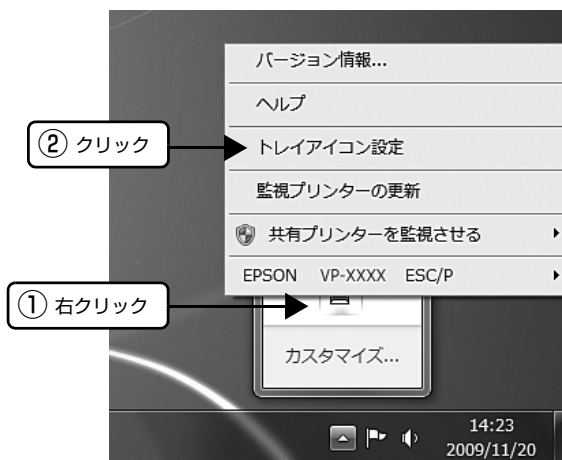 バージョン情報...
ヘルプ
② クリック
トレイアイコン設定
監視プリンターの更新
共有プリンターを監視させる
EPSON VP-XXXX ESC/P
① 右クリック
カスタマイズ...
14:23
2009/11/20